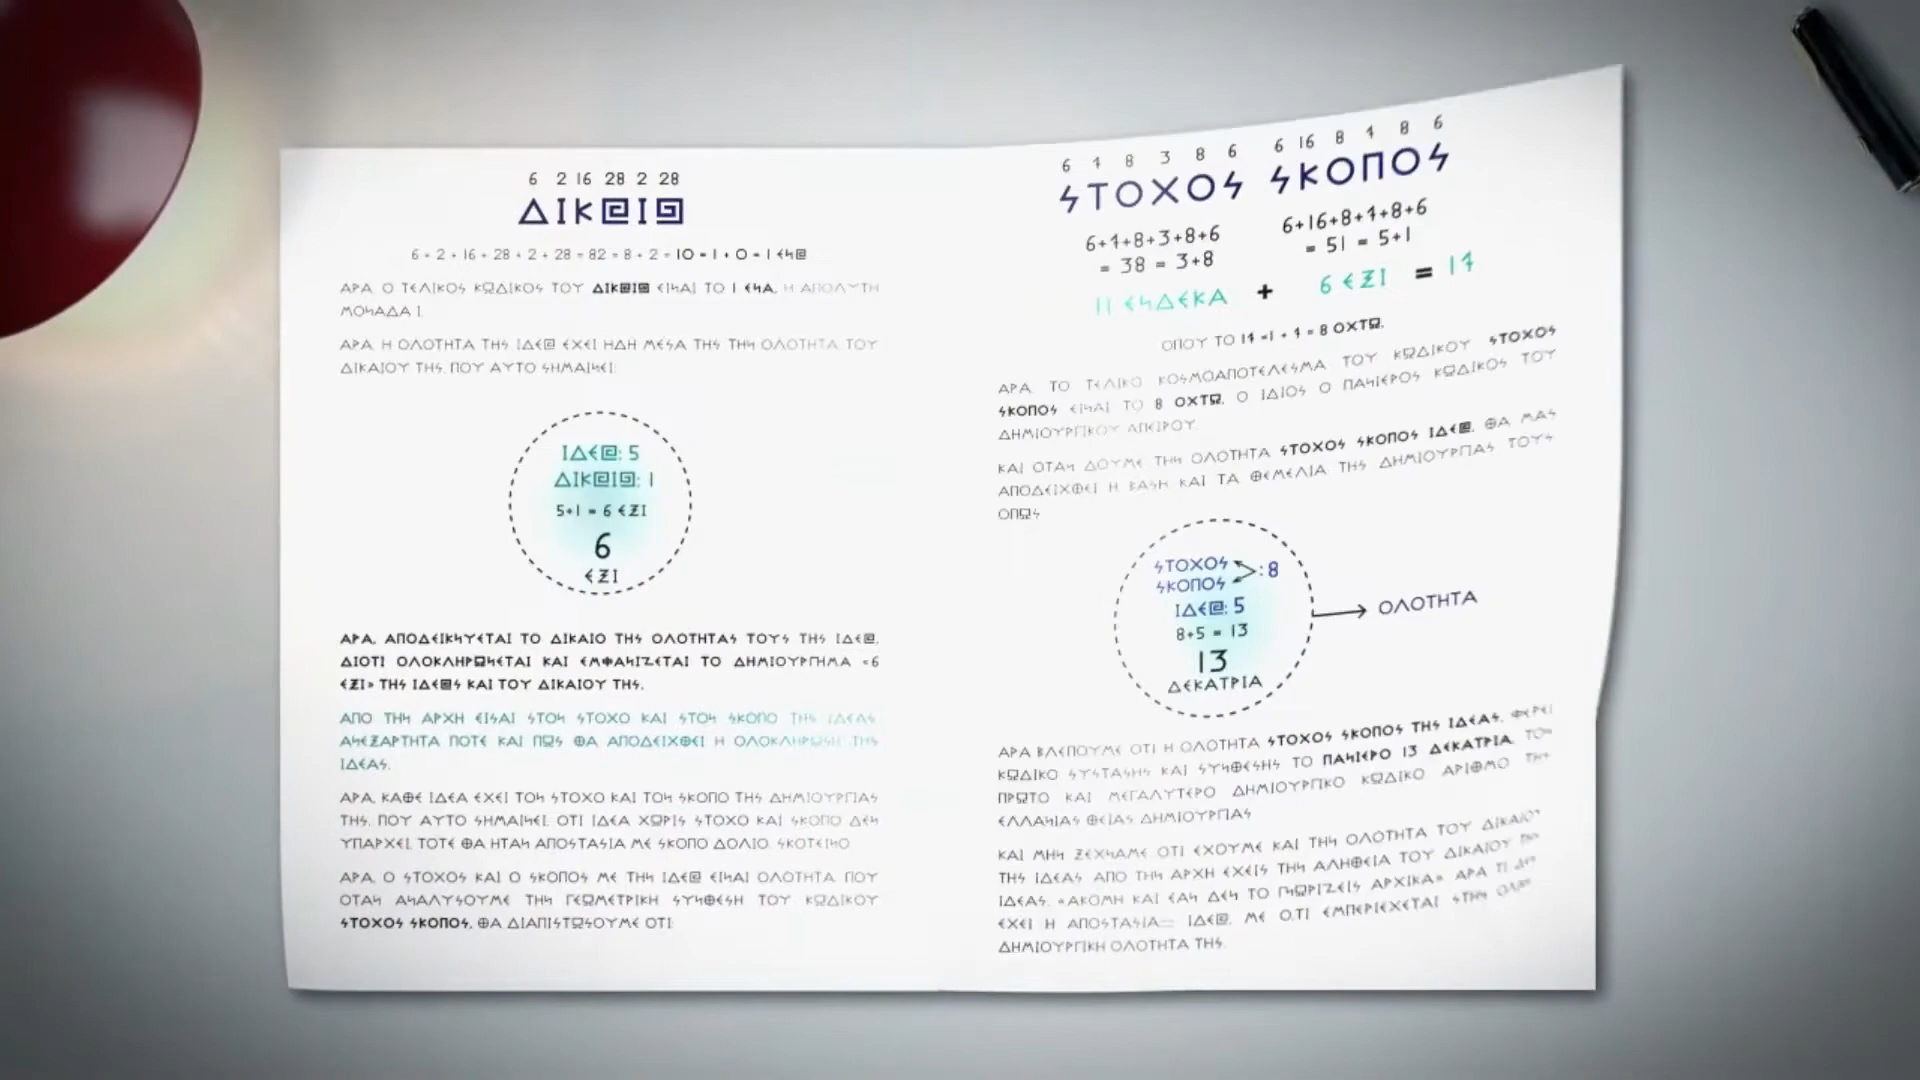 6 2 16 28 2 28
ΔΙΚΑΙΟ
6 + 2 + 16 + 28 + 2 + 28 = 82 = 8 + 2 = 10 = 1 + 0 = 1 ΕΝΑ
ΑΡΑ, Ο ΤΕΛΙΚΟΣ ΚΩΔΙΚΟΣ ΤΟΥ ΔΙΚΑΙΟ ΕΙΝΑΙ ΤΟ 1 ΕΝΑ, Η ΑΠΟΛΥΤΗ
ΜΟΝΑΔΑ 1.
ΑΡΑ, Η ΟΛΟΤΗΤΑ ΤΗΣ ΙΔΕΑ ΕΧΕΙ ΗΔΗ ΜΕΣΑ ΤΗΣ ΤΗΝ ΟΛΟΤΗΤΑ ΤΟΥ
ΔΙΚΑΙΟΥ ΤΗΣ. ΠΟΥ ΑΥΤΟ ΣΗΜΑΙΝΕΙ:
ΙΔΕΑ: 5
ΔΙΚΑΙΟ: 1
5+1 = 6 ΕΞΙ
6
ΕΞΙ
ΑΡΑ, ΑΠΟΔΕΙΚΝΥΕΤΑΙ ΤΟ ΔΙΚΑΙΟ ΤΗΣ ΟΛΟΤΗΤΑΣ ΤΟΥΣ ΤΗΣ ΙΔΕΑ,
ΔΙΟΤΙ ΟΛΟΚΛΗΡΩΝΕΤΑΙ ΚΑΙ ΕΜΦΑΝΙΖΕΤΑΙ ΤΟ ΔΗΜΙΟΥΡΓΗΜΑ «6
ΕΞΙ» ΤΗΣ ΙΔΕΑΣ ΚΑΙ ΤΟΥ ΔΙΚΑΙΟΥ ΤΗΣ.
ΑΠΟ ΤΗΝ ΑΡΧΗ ΕΙΝΑΙ ΣΤΟΝ ΣΤΟΧΟ ΚΑΙ ΣΤΟΝ ΣΚΟΠΟ ΤΗΣ ΙΔΕΑΣ,
ΑΝΕΞΑΡΤΗΤΑ ΠΟΤΕ ΚΑΙ ΠΩΣ ΘΑ ΑΠΟΔΕΙΧΘΕΙ Η ΟΛΟΚΛΗΡΩΣΗ ΤΗΣ
ΙΔΕΑΣ.
ΑΡΑ, ΚΑΘΕ ΙΔΕΑ ΕΧΕΙ ΤΟΝ ΣΤΟΧΟ ΚΑΙ ΤΟΝ ΣΚΟΠΟ ΤΗΣ ΔΗΜΙΟΥΡΓΙΑΣ
ΤΗΣ. ΠΟΥ ΑΥΤΟ ΣΗΜΑΙΝΕΙ, ΟΤΙ ΙΔΕΑ ΧΩΡΙΣ ΣΤΟΧΟ ΚΑΙ ΣΚΟΠΟ ΔΕΝ
ΥΠΑΡΧΕΙ, ΤΟΤΕ ΘΑ ΗΤΑΝ ΑΠΟΣΤΑΣΙΑ ΜΕ ΣΚΟΠΟ ΔΟΛΙΟ, ΣΚΟΤΕΙΝΟ.
ΑΡΑ, Ο ΣΤΟΧΟΣ ΚΑΙ Ο ΣΚΟΠΟΣ ΜΕ ΤΗΝ ΙΔΕΑ ΕΙΝΑΙ ΟΛΟΤΗΤΑ, ΠΟΥ
ΟΤΑΝ ΑΝΑΛΥΣΟΥΜΕ ΤΗΝ ΓΕΩΜΕΤΡΙΚΗ ΣΥΝΘΕΣΗ ΤΟΥ ΚΩΔΙΚΟΥ
ΣΤΟΧΟΣ ΣΚΟΠΟΣ, ΘΑ ΔΙΑΠΙΣΤΩΣΟΥΜΕ ΟΤΙ:
6 7 8 3 8 6 6 16 8 7 8 6
ΣΤΟΧΟΣ ΣΚΟΠΟΣ
6+7+8+3+8+6 6+16+8+7+8+6
= 38 = 3+8 = 51 = 5+1
11 ΕΝΔΕΚΑ + 6 ΕΞΙ = 17
ΟΠΟΥ ΤΟ 17 =1 + 7 = 8 ΟΧΤΩ.
ΑΡΑ, ΤΟ ΤΕΛΙΚΟ ΚΟΣΜΟΑΠΟΤΕΛΕΣΜΑ ΤΟΥ ΚΩΔΙΚΟΥ ΣΤΟΧΟΣ
ΣΚΟΠΟΣ ΕΙΝΑΙ ΤΟ 8 ΟΧΤΩ, Ο ΙΔΙΟΣ Ο ΠΑΝΙΕΡΟΣ ΚΩΔΙΚΟΣ ΤΟΥ
ΔΗΜΙΟΥΡΓΙΚΟΥ ΑΠΕΙΡΟΥ.
ΚΑΙ ΟΤΑΝ ΔΟΥΜΕ ΤΗΝ ΟΛΟΤΗΤΑ ΣΤΟΧΟΣ ΣΚΟΠΟΣ ΙΔΕΑ, ΘΑ ΜΑΣ
ΑΠΟΔΕΙΧΘΕΙ Η ΒΑΣΗ ΚΑΙ ΤΑ ΘΕΜΕΛΙΑ ΤΗΣ ΔΗΜΙΟΥΡΓΙΑΣ ΤΟΥΣ
ΟΠΩΣ
ΣΤΟΧΟΣ
ΣΚΟΠΟΣ : 8
ΙΔΕΑ: 5
8+5 = 13
13
ΔΕΚΑΤΡΙΑ
ΟΛΟΤΗΤΑ
ΑΡΑ ΒΛΕΠΟΥΜΕ ΟΤΙ Η ΟΛΟΤΗΤΑ ΣΤΟΧΟΣ ΣΚΟΠΟΣ ΤΗΣ ΙΔΕΑΣ, ΦΕΡΕΙ
ΚΩΔΙΚΟ ΣΥΣΤΑΣΗΣ ΚΑΙ ΣΥΝΘΕΣΗΣ ΤΟ ΠΑΝΙΕΡΟ 13 ΔΕΚΑΤΡΙΑ, ΤΟΝ
ΠΡΩΤΟ ΚΑΙ ΜΕΓΑΛΥΤΕΡΟ ΔΗΜΙΟΥΡΓΙΚΟ ΚΩΔΙΚΟ ΑΡΙΘΜΟ ΤΗΣ
ΕΛΛΑΝΙΑΣ ΘΕΙΑΣ ΔΗΜΙΟΥΡΓΙΑΣ
ΚΑΙ ΜΗΝ ΞΕΧΝΑΜΕ ΟΤΙ ΕΧΟΥΜΕ ΚΑΙ ΤΗΝ ΟΛΟΤΗΤΑ ΤΟΥ ΔΙΚΑΙΟΥ
ΤΗΣ ΙΔΕΑΣ. ΑΠΟ ΤΗΝ ΑΡΧΗ ΕΧΕΙΣ ΤΗΝ ΑΛΗΘΕΙΑ ΤΟΥ ΔΙΚΑΙΟΥ ΤΗΣ
ΙΔΕΑΣ, «ΑΚΟΜΗ ΚΑΙ ΕΑΝ ΔΕΝ ΤΟ ΓΝΩΡΙΖΕΙΣ ΑΡΧΙΚΑ» ΑΡΑ ΤΙ ΔΕΝ
ΕΧΕΙ Η ΑΠΟΣΤΑΣΙΑ::::: ΙΔΕΑ, ΜΕ Ο,ΤΙ ΕΜΠΕΡΙΕΧΕΤΑΙ ΣΤΗΝ
ΔΗΜΙΟΥΡΓΙΚΗ ΟΛΟΤΗΤΑ ΤΗΣ.